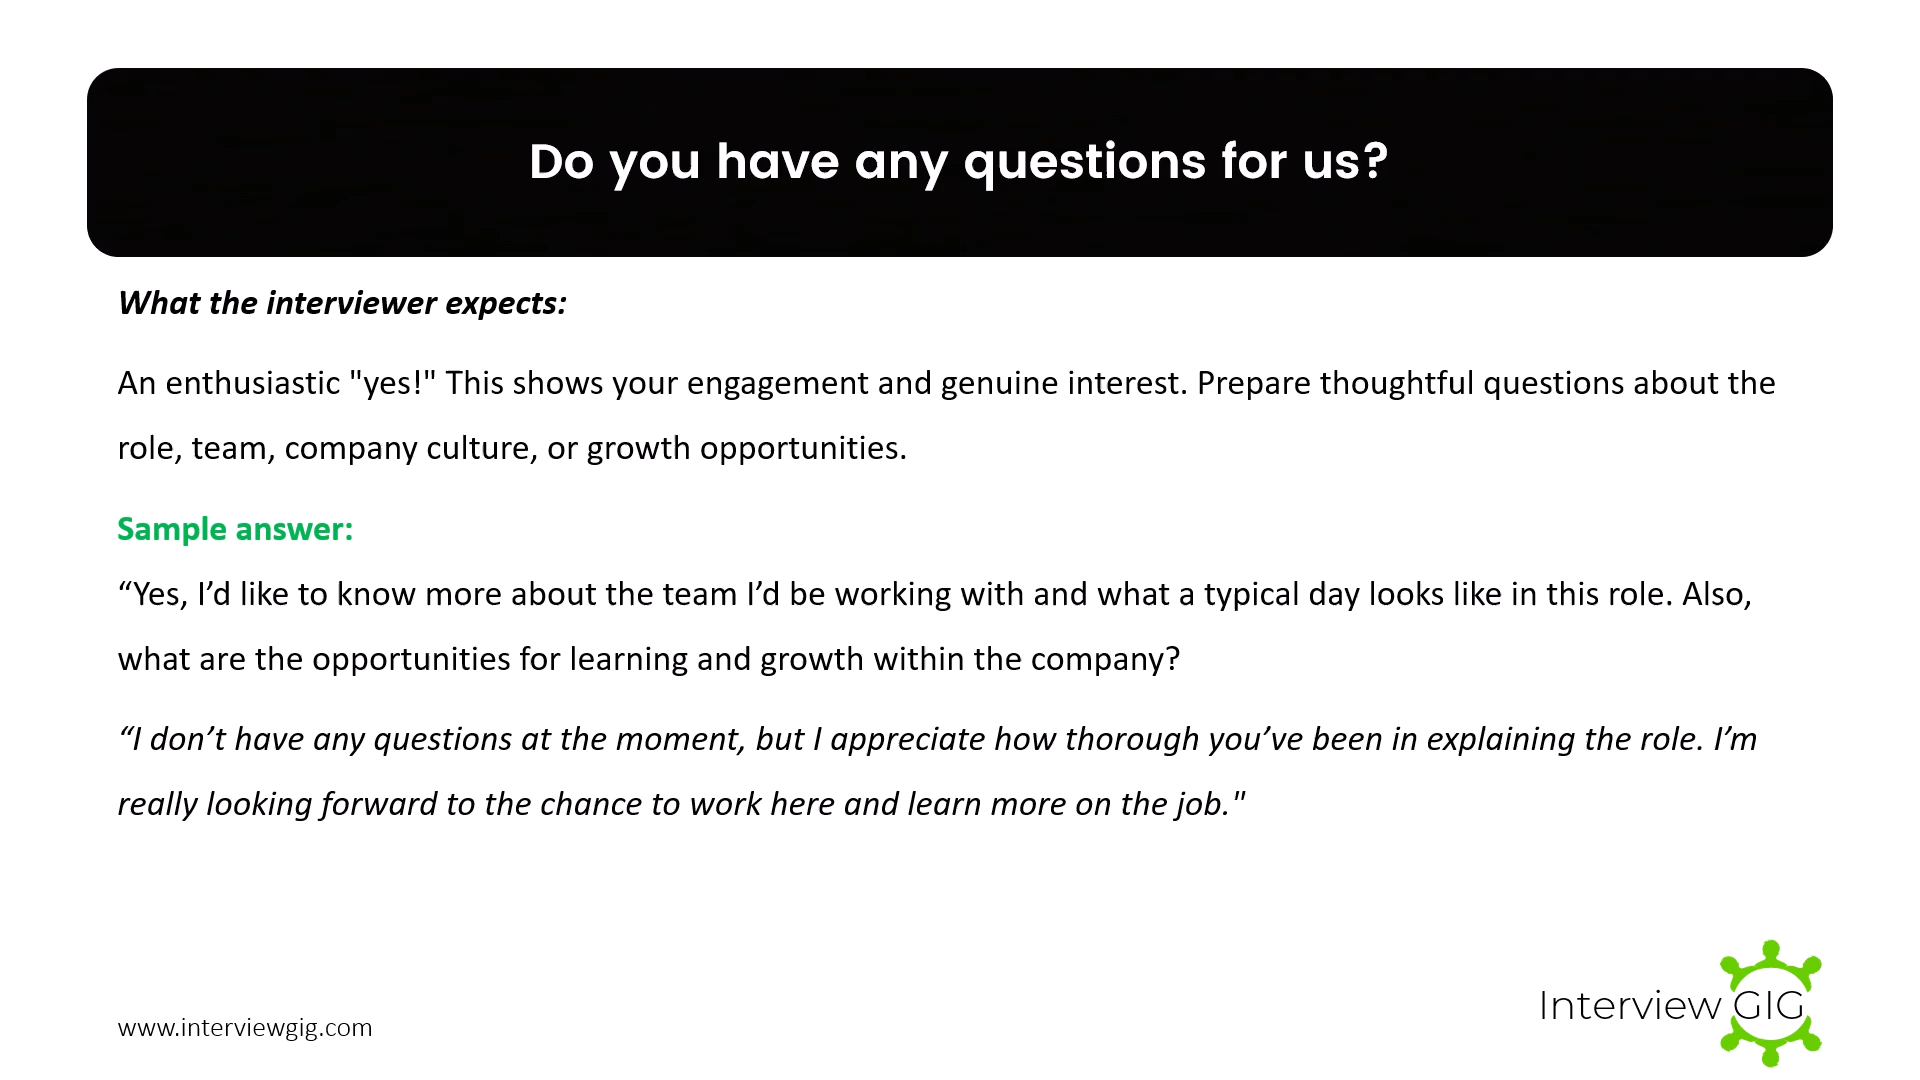 Do you have any questions for us?
What the interviewer expects:
An enthusiastic "yes!" This shows your engagement and genuine interest. Prepare thoughtful questions about the
role, team, company culture, or growth opportunities.
Sample answer:
“Yes, I’d like to know more about the team I’d be working with and what a typical day looks like in this role. Also,
what are the opportunities for learning and growth within the company?
“I don’t have any questions at the moment, but I appreciate how thorough you’ve been in explaining the role. I’m
really looking forward to the chance to work here and learn more on the job."
www.interviewgig.com
Interview GIG